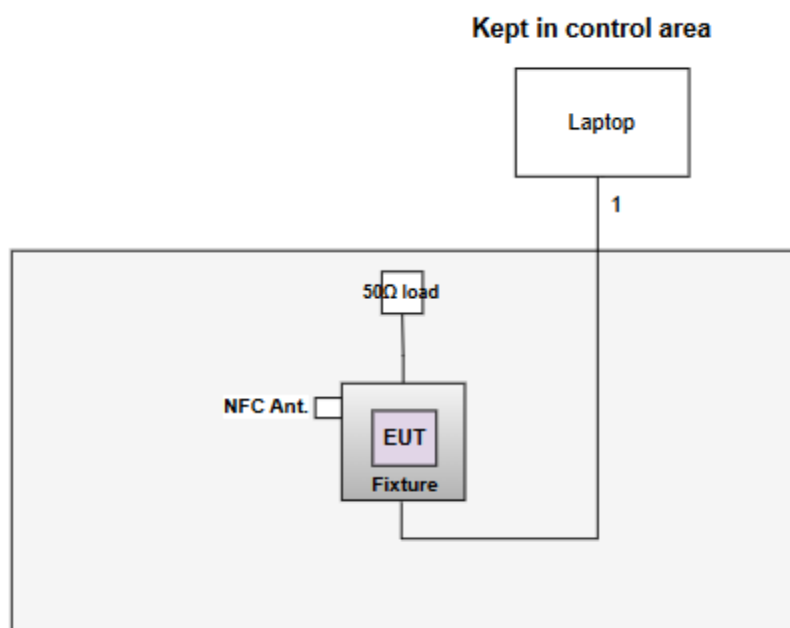 Kept in control area
Laptop
1
50Ω load
NFC Ant.
EUT
Fixture